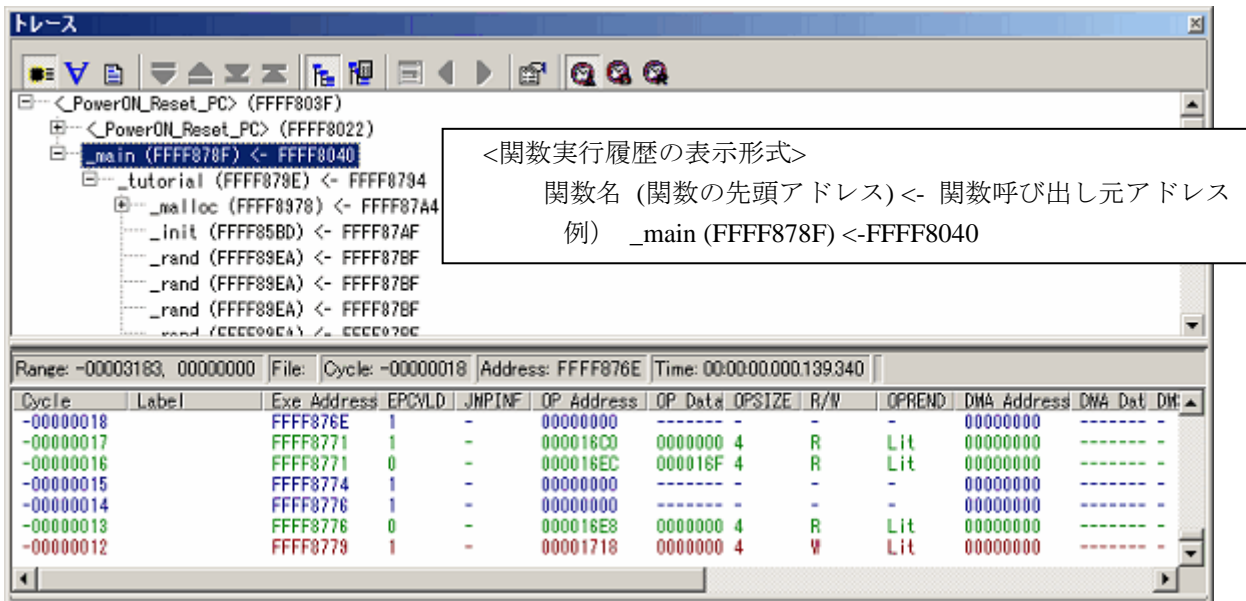 トレース
<PowerON_Reset_PC> (FFFF803F)
<PowerON_Reset_PC> (FFFF8022)
_main (FFFF878F) <- FFFF8040
_tutorial (FFFF879E) <- FFFF8794
_malloc (FFFF8978) <- FFFF87A4
_init (FFFF85BD) <- FFFF87AF
_rand (FFFF89EA) <- FFFF87BF
_rand (FFFF89EA) <- FFFF87BF
_rand (FFFF89EA) <- FFFF87BF
_rand (FFFF89EA) <- FFFF87BF
<関数実行履歴の表示形式>
関数名 (関数の先頭アドレス) <- 関数呼び出し元アドレス
例） _main (FFFF878F) <-FFFF8040
Range: -00003183, 00000000 File: Cycle: -00000018 Address: FFFF876E Time: 00:00:00.000.139.340
Cycle Label Exe Address EPCVLD JMPINF OP Address OP Data OPSIZE R/W OPREND DMA Address DMA Dat
-00000018 FFFF876E 1 - 00000000 ------- - - - 00000000 ------- -
-00000017 FFFF8771 1 - 000016C0 0000000 4 R Lit 00000000 ------- -
-00000016 FFFF8771 0 - 000016EC 000016F 4 R Lit 00000000 ------- -
-00000015 FFFF8774 1 - 00000000 ------- - - - 00000000 ------- -
-00000014 FFFF8776 1 - 00000000 ------- - - - 00000000 ------- -
-00000013 FFFF8776 0 - 000016E8 0000000 4 R Lit 00000000 ------- -
-00000012 FFFF8779 1 - 00001718 0000000 4 W Lit 00000000 ------- -